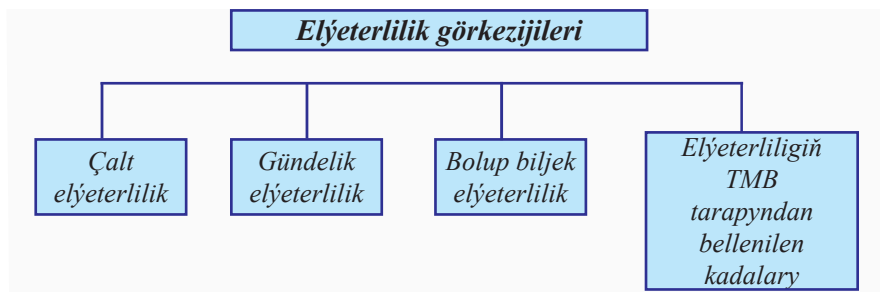 Elýeterlilik görkezijileri
Çalt
elýeterlilik
Gündelik
elýeterlilik
Bolup biljek
elýeterlilik
Elýeterliligiň
TMB
tarapyndan
bellenilen
kadalary